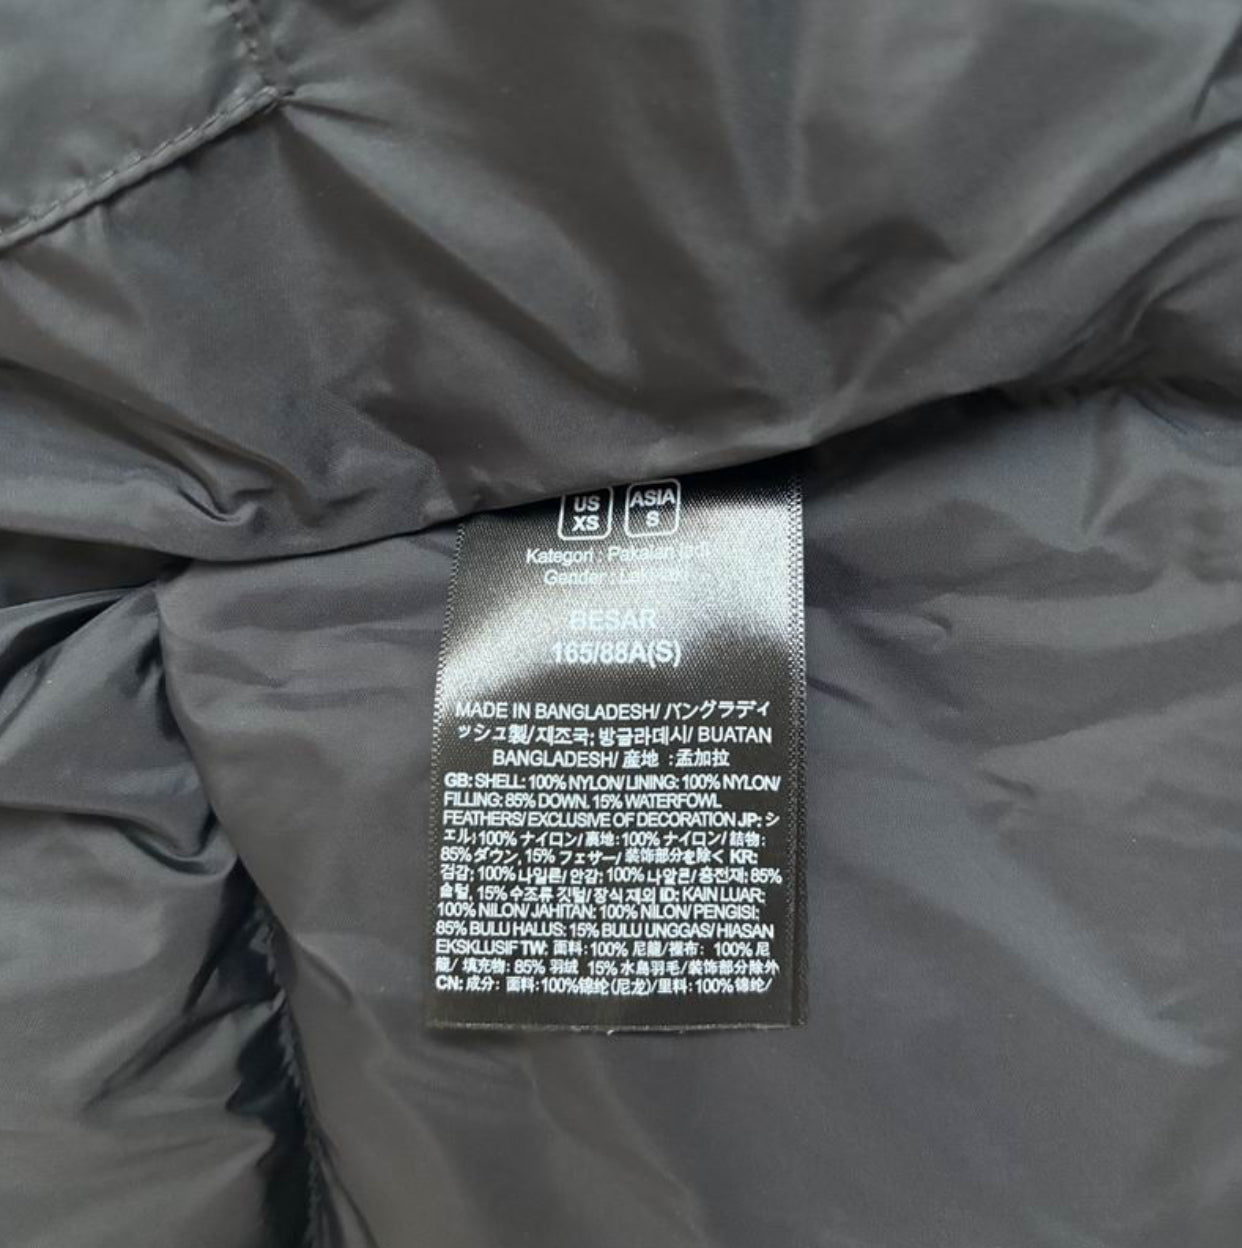 US
XS
ASIA
S
Kategori : Pakaian jadi
Gender : Laki-laki
BESAR
165/88A(S)
MADE IN BANGLADESH/ バングラディ
ッシュ製/제조국: 방글라데시/ BUATAN
BANGLADESH/ 産地 :孟加拉
GB: SHELL: 100% NYLON/ LINING: 100% NYLON/
FILLING: 85% DOWN. 15% WATERFOWL
FEATHERS/ EXCLUSIVE OF DECORATION JP: シ
ェル: 100% ナイロン/ 裏地: 100% ナイロン/ 詰物:
85% ダウン, 15% フェザー/ 装飾部分を除く KR:
겉감: 100% 나일론/ 안감: 100% 나일론/ 충전재: 85%
솜털, 15% 수조류 깃털/ 장식 제외 ID: KAIN LUAR:
100% NILON/ JAHITAN: 100% NILON/ PENGISI:
85% BULU HALUS: 15% BULU UNGGAS/ HIASAN
EKSKLUSIF TW: 面料: 100% 尼龍/ 裡布: 100% 尼
龍/ 填充物: 85% 羽絨 15% 水鳥羽毛/装饰部分除外
CN: 成分: 面料: 100%锦纶(尼龙)/里料: 100%锦纶/